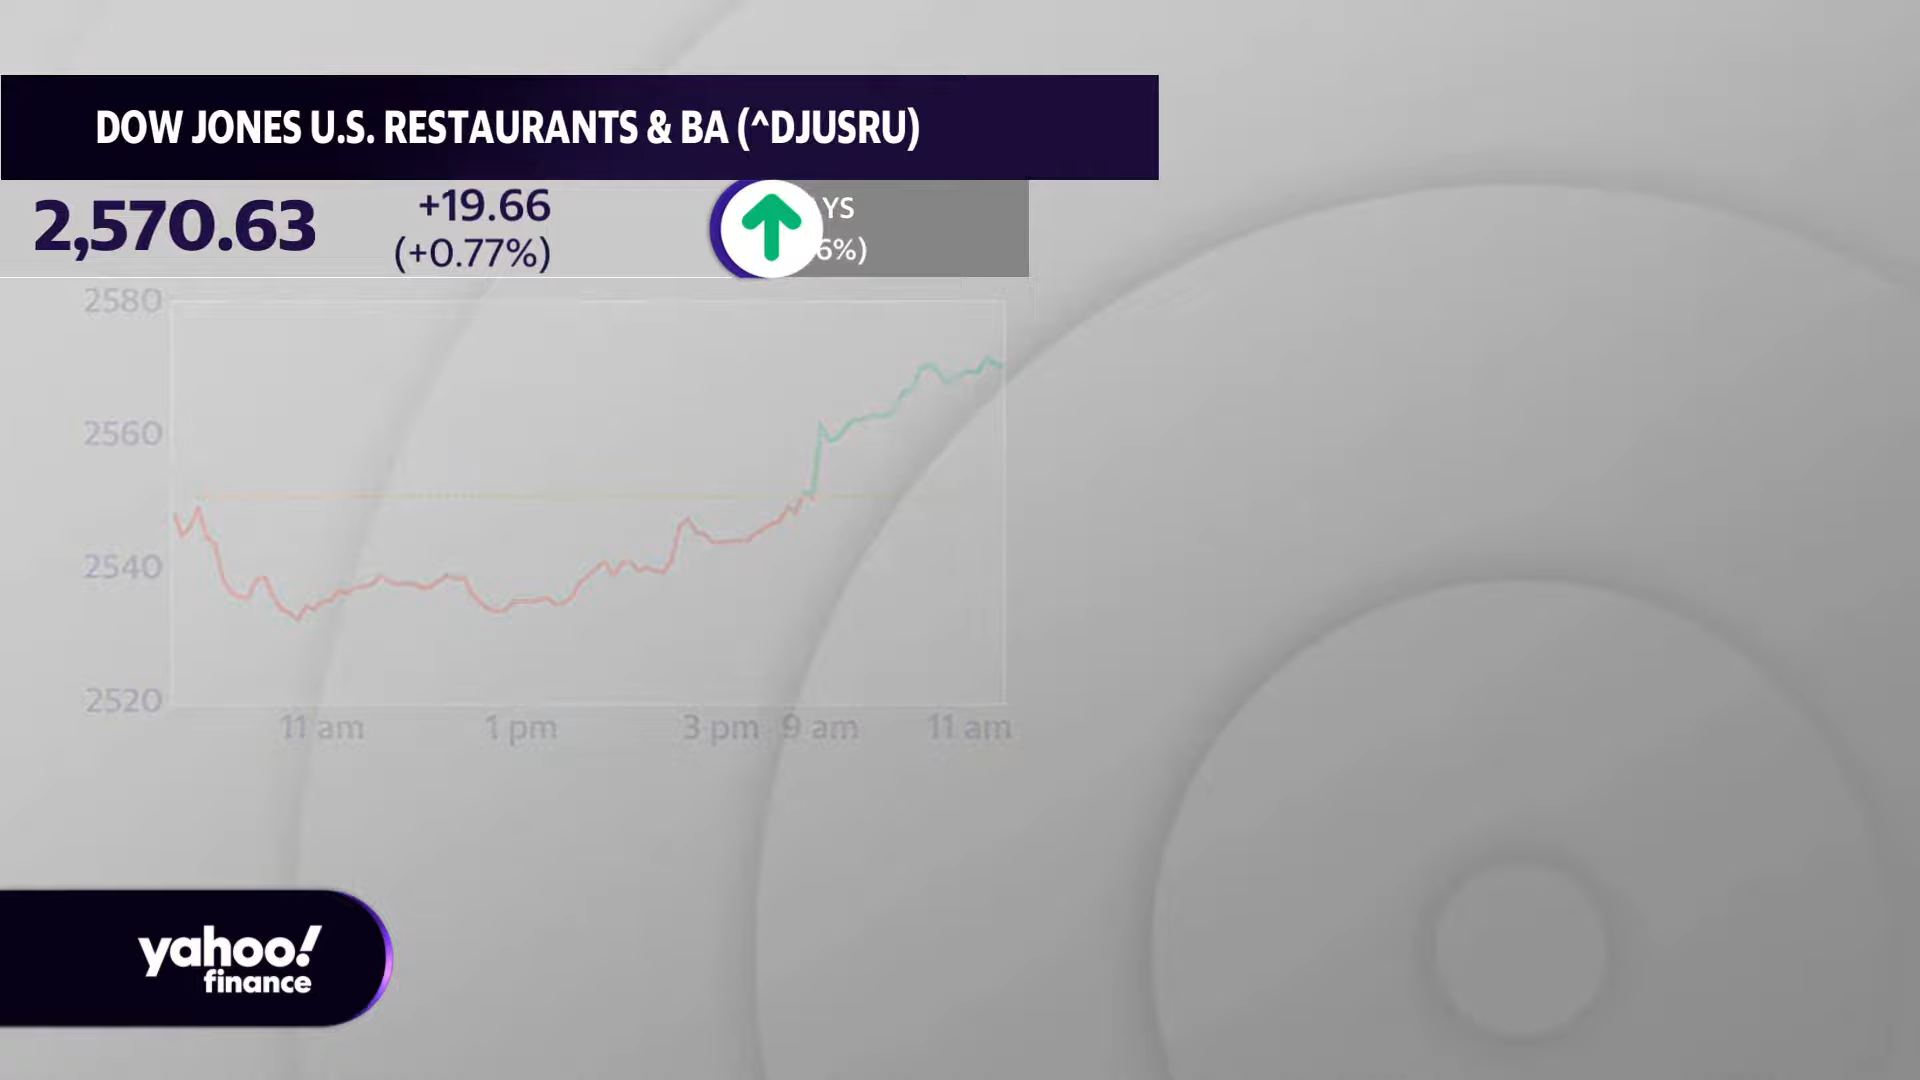 DOW JONES U.S. RESTAURANTS & BA (^DJUSRU)
2,570.63
+19.66
(+0.77%)
YS
6%)
2580
2560
2540
2520
11 am 1 pm 3 pm 9 am 11 am
yahoo!
finance